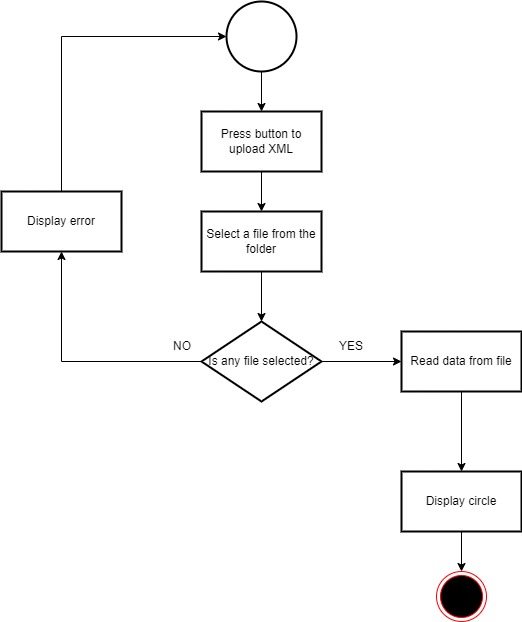 Press button to
upload XML
Display error
Select a file from the
folder
NO
Is any file selected?
YES
Read data from file
Display circle